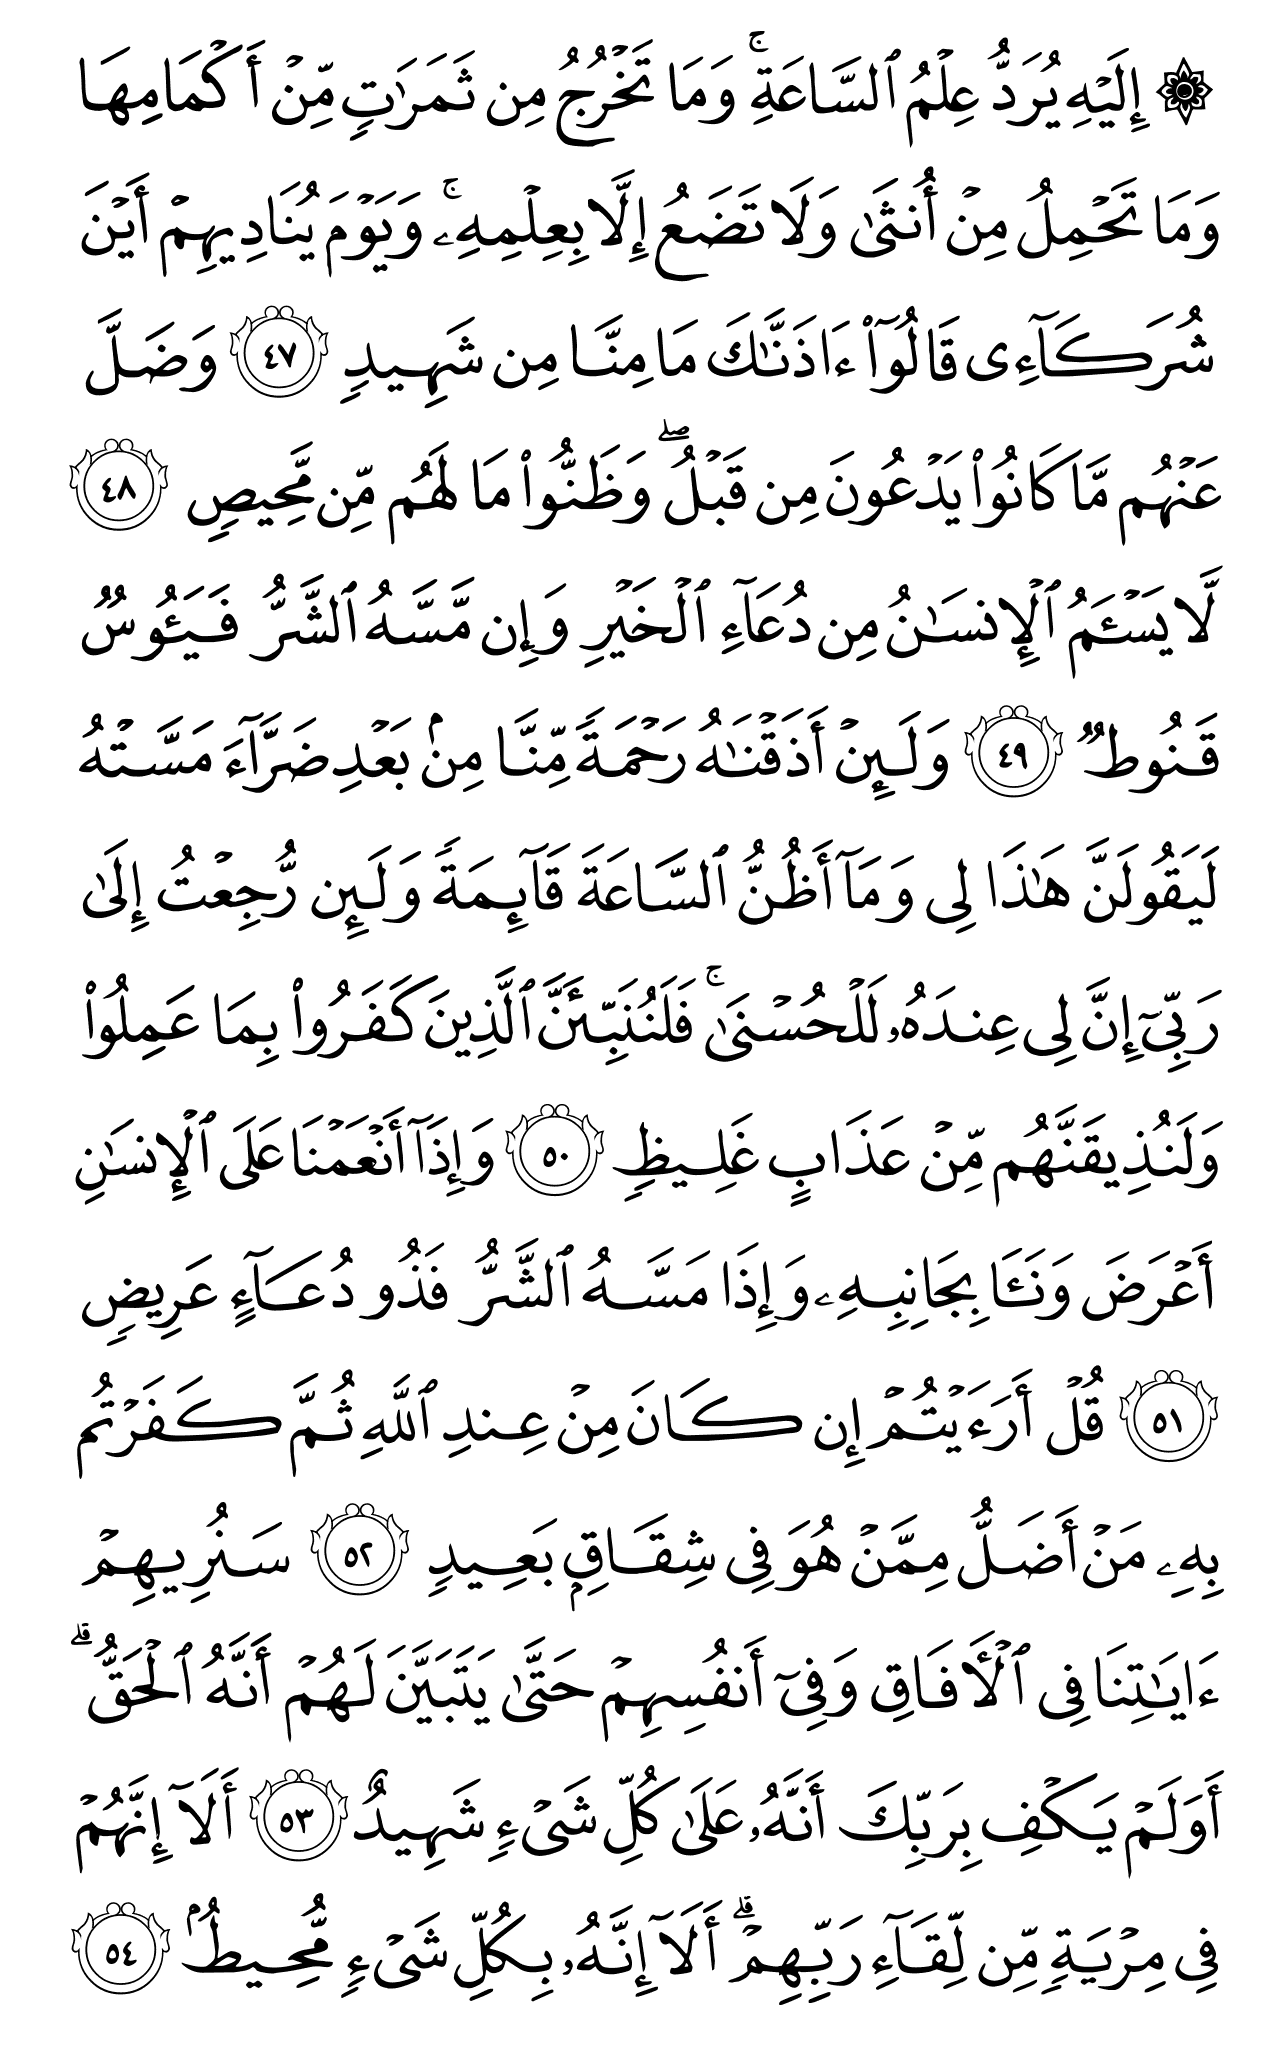 ۞ إِلَيْهِ يُرَدُّ عِلْمُ ٱلسَّاعَةِ ۚ وَمَا تَخْرُجُ مِن ثَمَرَٰتٍ مِّنْ أَكْمَامِهَا
وَمَا تَحْمِلُ مِنْ أُنثَىٰ وَلَا تَضَعُ إِلَّا بِعِلْمِهِۦ ۚ وَيَوْمَ يُنَادِيهِمْ أَيْنَ
شُرَكَآءِى قَالُوٓا۟ ءَاذَنَّٰكَ مَا مِنَّا مِن شَهِيدٍ ٤٧ وَضَلَّ
عَنْهُم مَّا كَانُوا۟ يَدْعُونَ مِن قَبْلُ ۖ وَظَنُّوا۟ مَا لَهُم مِّن مَّحِيصٍ ٤٨
لَّا يَسْـَٔمُ ٱلْإِنسَٰنُ مِن دُعَآءِ ٱلْخَيْرِ وَإِن مَّسَّهُ ٱلشَّرُّ فَيَـُٔوسٌ
قَنُوطٌ ٤٩ وَلَئِنْ أَذَقْنَٰهُ رَحْمَةً مِّنَّا مِنۢ بَعْدِ ضَرَّآءَ مَسَّتْهُ
لَيَقُولَنَّ هَٰذَا لِى وَمَآ أَظُنُّ ٱلسَّاعَةَ قَآئِمَةً وَلَئِن رُّجِعْتُ إِلَىٰ
رَبِّىٓ إِنَّ لِى عِندَهُۥ لَلْحُسْنَىٰ ۚ فَلَنُنَبِّئَنَّ ٱلَّذِينَ كَفَرُوا۟ بِمَا عَمِلُوا۟
وَلَنُذِيقَنَّهُم مِّنْ عَذَابٍ غَلِيظٍ ٥٠ وَإِذَآ أَنْعَمْنَا عَلَى ٱلْإِنسَٰنِ
أَعْرَضَ وَنَـَٔا بِجَانِبِهِۦ وَإِذَا مَسَّهُ ٱلشَّرُّ فَذُو دُعَآءٍ عَرِيضٍ
٥١ قُلْ أَرَءَيْتُمْ إِن كَانَ مِنْ عِندِ ٱللَّهِ ثُمَّ كَفَرْتُم
بِهِۦ مَنْ أَضَلُّ مِمَّنْ هُوَ فِى شِقَاقٍۭ بَعِيدٍ ٥٢ سَنُرِيهِمْ
ءَايَٰتِنَا فِى ٱلْـَٔافَاقِ وَفِىٓ أَنفُسِهِمْ حَتَّىٰ يَتَبَيَّنَ لَهُمْ أَنَّهُ ٱلْحَقُّ ۗ
أَوَلَمْ يَكْفِ بِرَبِّكَ أَنَّهُۥ عَلَىٰ كُلِّ شَىْءٍ شَهِيدٌ ٥٣ أَلَآ إِنَّهُمْ
فِى مِرْيَةٍ مِّن لِّقَآءِ رَبِّهِمْ ۗ أَلَآ إِنَّهُۥ بِكُلِّ شَىْءٍ مُّحِيطٌۢ ٥٤